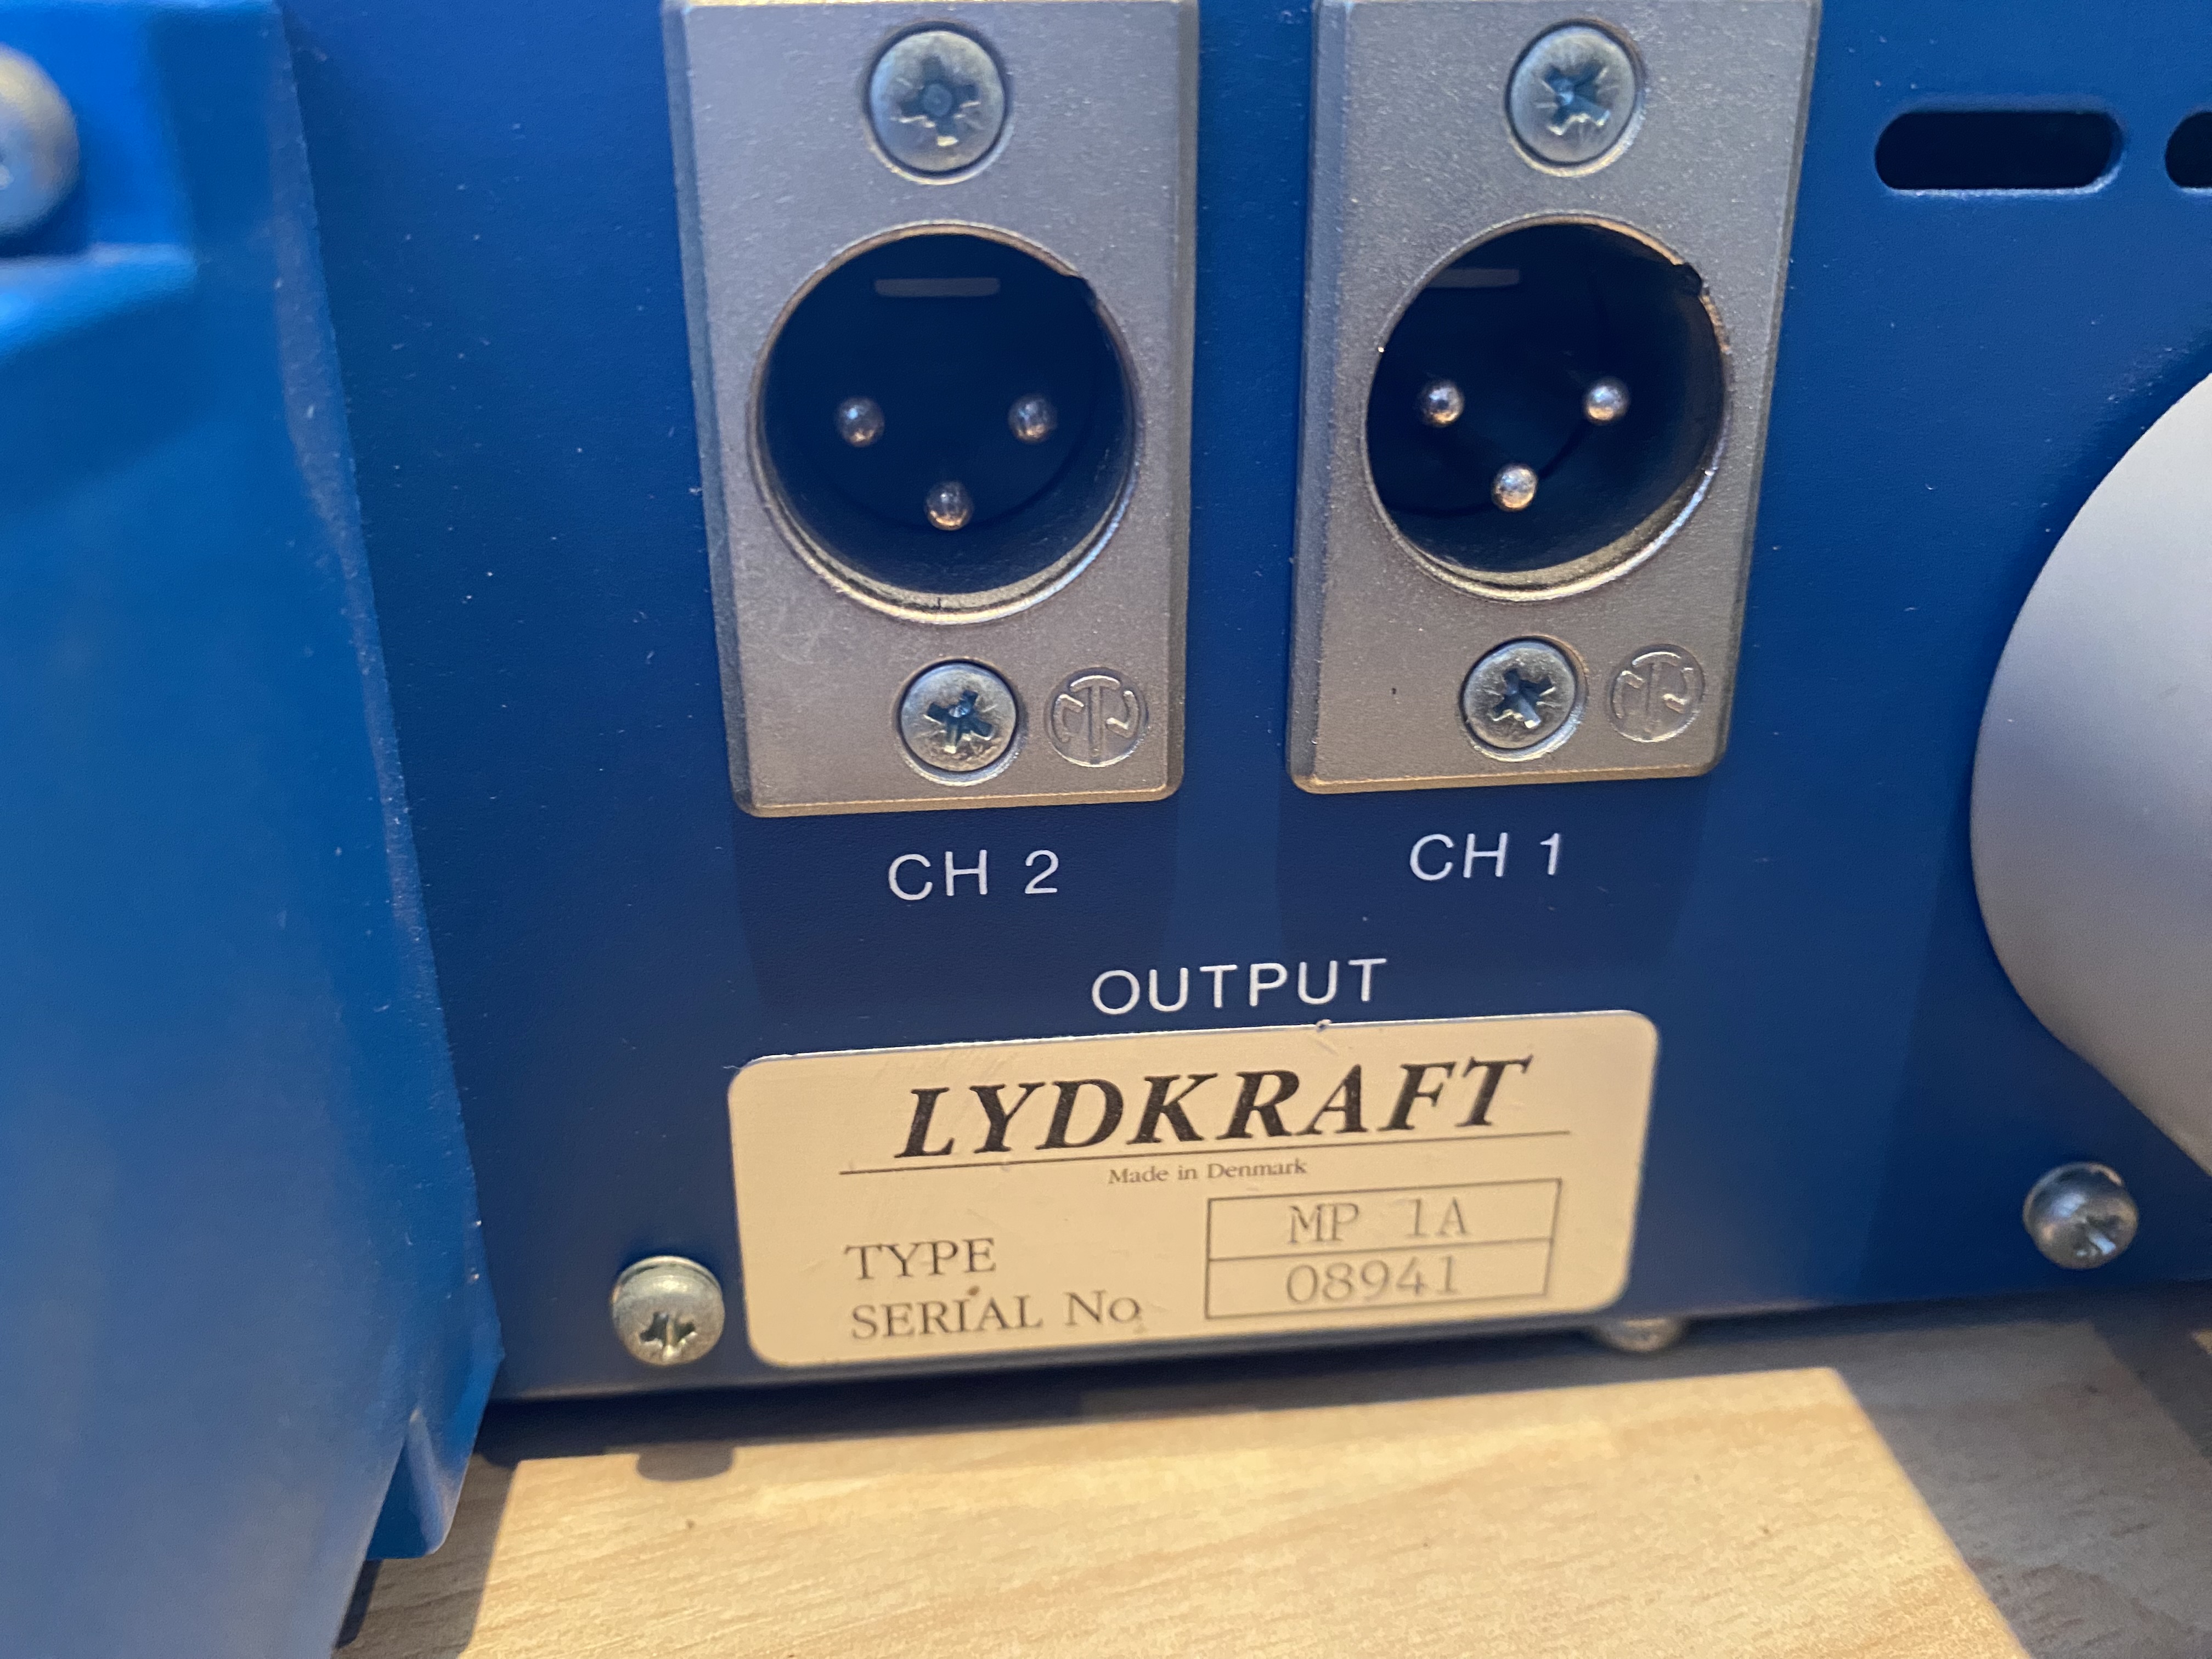 CH 2
CH 1
OUTPUT
LYDKRAFT
Made in Denmark
TYPE MP 1A
SERIAL No 08941